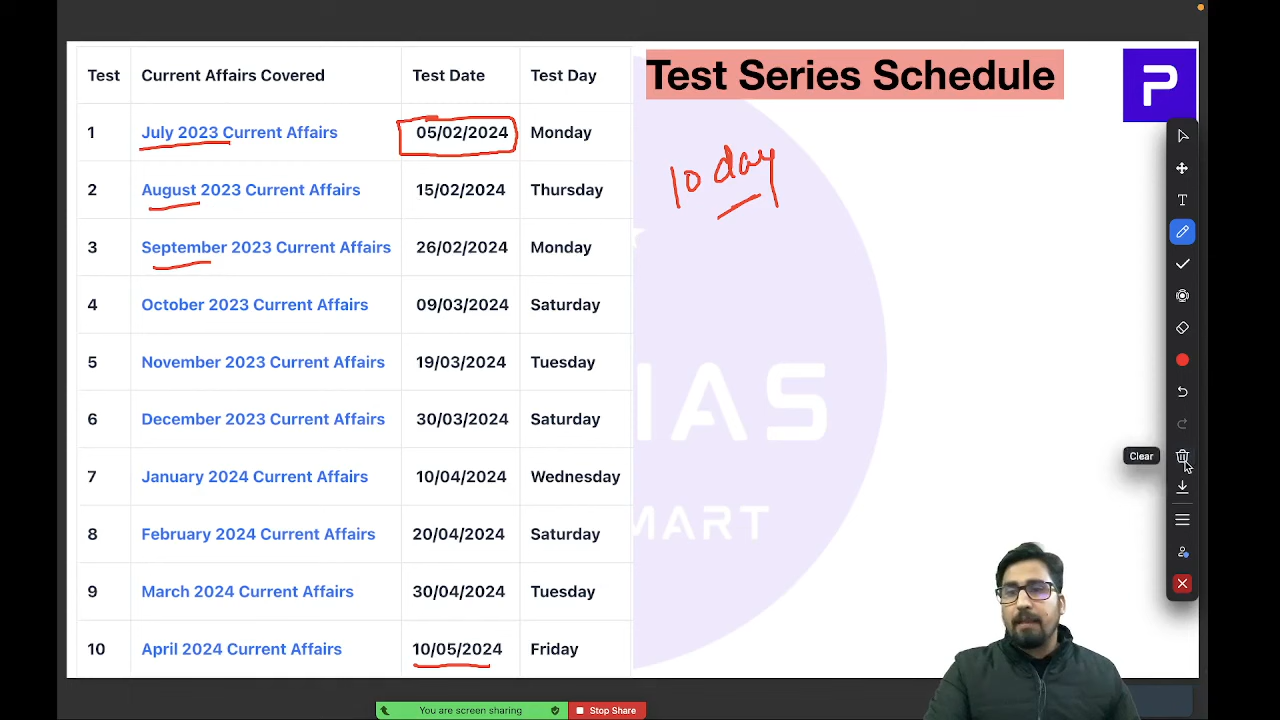 Test Series Schedule
P
Test Current Affairs Covered Test Date Test Day
1 July 2023 Current Affairs 05/02/2024 Monday
10 day
2 August 2023 Current Affairs 15/02/2024 Thursday
3 September 2023 Current Affairs 26/02/2024 Monday
4 October 2023 Current Affairs 09/03/2024 Saturday
5 November 2023 Current Affairs 19/03/2024 Tuesday
IAS
6 December 2023 Current Affairs 30/03/2024 Saturday
Clear
7 January 2024 Current Affairs 10/04/2024 Wednesday
8 February 2024 Current Affairs 20/04/2024 Saturday
MART
9 March 2024 Current Affairs 30/04/2024 Tuesday
10 April 2024 Current Affairs 10/05/2024 Friday
You are screen sharing Stop Share